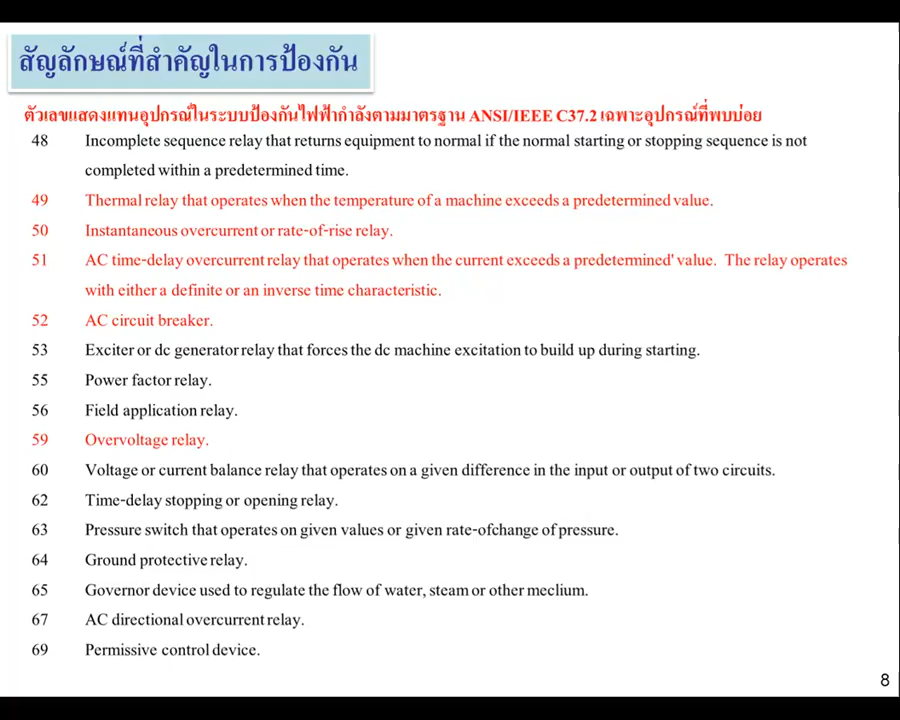 สัญลักษณ์ที่สำคัญในการป้องกัน
ตัวเลขแสดงแทนอุปกรณ์ในระบบป้องกันไฟฟ้ากำลังตามมาตรฐาน ANSI/IEEE C37.2 เฉพาะอุปกรณ์ที่พบบ่อย
48 Incomplete sequence relay that returns equipment to normal if the normal starting or stopping sequence is not
completed within a predetermined time.
49 Thermal relay that operates when the temperature of a machine exceeds a predetermined value.
50 Instantaneous overcurrent or rate-of-rise relay.
51 AC time-delay overcurrent relay that operates when the current exceeds a predetermined' value. The relay operates
with either a definite or an inverse time characteristic.
52 AC circuit breaker.
53 Exciter or dc generator relay that forces the dc machine excitation to build up during starting.
55 Power factor relay.
56 Field application relay.
59 Overvoltage relay.
60 Voltage or current balance relay that operates on a given difference in the input or output of two circuits.
62 Time-delay stopping or opening relay.
63 Pressure switch that operates on given values or given rate-ofchange of pressure.
64 Ground protective relay.
65 Governor device used to regulate the flow of water, steam or other meclium.
67 AC directional overcurrent relay.
69 Permissive control device.
8